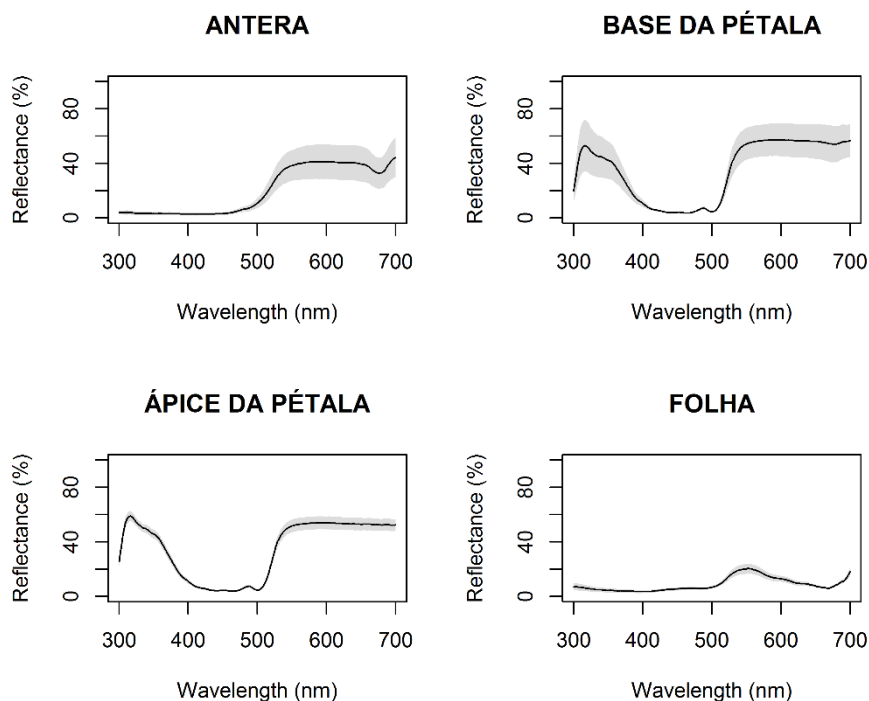 ANTERA
Reflectance (%)
0 40 80
300 400 500 600 700
Wavelength (nm)
BASE DA PÉTALA
Reflectance (%)
0 40 80
300 400 500 600 700
Wavelength (nm)
ÁPICE DA PÉTALA
Reflectance (%)
0 40 80
300 400 500 600 700
Wavelength (nm)
FOLHA
Reflectance (%)
0 40 80
300 400 500 600 700
Wavelength (nm)